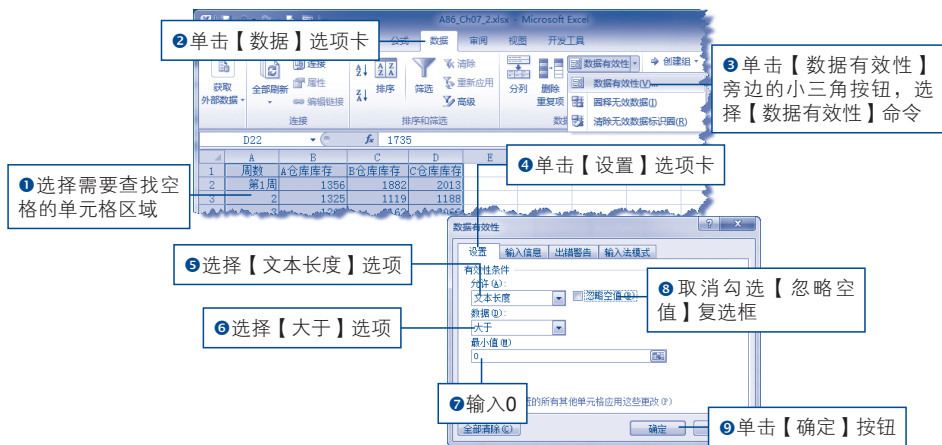 A86_Ch07_2.xlsx - Microsoft Excel
❷单击【数据】选项卡
公式 数据 审阅 视图 开发工具
获取
外部数据
全部刷新
连接
属性
编辑链接
连接
排序
筛选
清除
重新应用
高级
排序和筛选
分列
删除
重复项
数据有效性
创建组
数据有效性(V)...
圈释无效数据(I)
清除无效数据标识圈(R)
❸单击【数据有效性】
旁边的小三角按钮，选
择【数据有效性】命令
D22 fx 1735
A B C D E
1 周数 A仓库库存 B仓库库存 C仓库库存
2 第1周 1356 1882 2013
3 2 1325 1119 1188
❶选择需要查找空
格的单元格区域
❹单击【设置】选项卡
数据有效性
设置 输入信息 出错警告 输入法模式
有效性条件
允许(A):
文本长度
忽略空值(B)
数据(D):
大于
最小值(M)
0
❺选择【文本长度】选项
❻选择【大于】选项
❽取消勾选【忽略空
值】复选框
❼输入0
的所有其他单元格应用这些更改(P)
全部清除(C) 确定
❾单击【确定】按钮